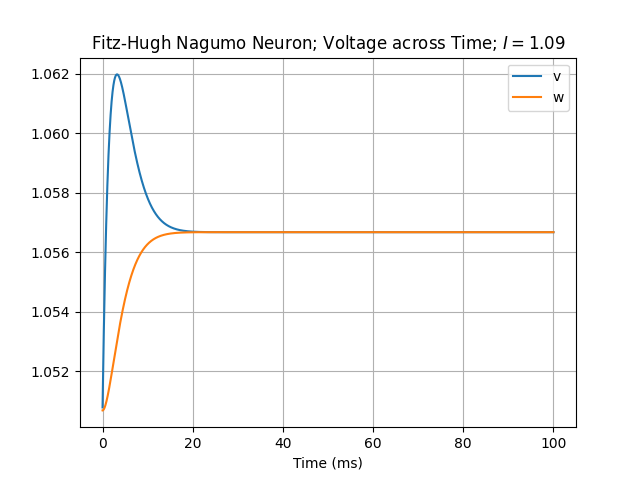 Fitz-Hugh Nagumo Neuron; Voltage across Time; I = 1.09
v
w
1.062
1.060
1.058
1.056
1.054
1.052
0 20 40 60 80 100
Time (ms)